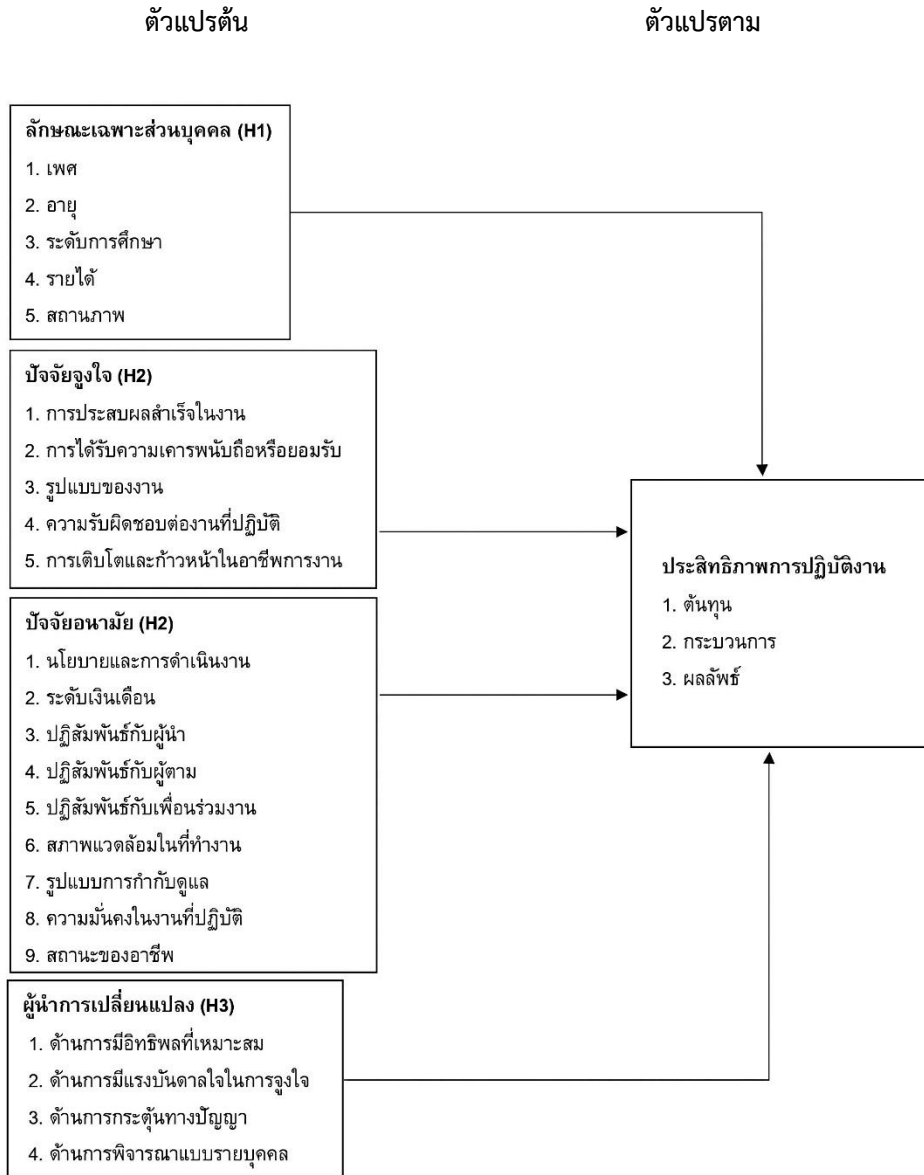 ตัวแปรต้น
ตัวแปรตาม
ลักษณะเฉพาะส่วนบุคคล (H1)
1. เพศ
2. อายุ
3. ระดับการศึกษา
4. รายได้
5. สถานภาพ
ปัจจัยจูงใจ (H2)
1. การประสบผลสำเร็จในงาน
2. การได้รับความเคารพนับถือหรือยอมรับ
3. รูปแบบของงาน
4. ความรับผิดชอบต่องานที่ปฏิบัติ
5. การเติบโตและก้าวหน้าในอาชีพการงาน
ปัจจัยอนามัย (H2)
1. นโยบายและการดำเนินงาน
2. ระดับเงินเดือน
3. ปฏิสัมพันธ์กับผู้นำ
4. ปฏิสัมพันธ์กับผู้ตาม
5. ปฏิสัมพันธ์กับเพื่อนร่วมงาน
6. สภาพแวดล้อมในที่ทำงาน
7. รูปแบบการกำกับดูแล
8. ความมั่นคงในงานที่ปฏิบัติ
9. สถานะของอาชีพ
ผู้นำการเปลี่ยนแปลง (H3)
1. ด้านการมีอิทธิพลที่เหมาะสม
2. ด้านการมีแรงบันดาลใจในการจูงใจ
3. ด้านการกระตุ้นทางปัญญา
4. ด้านการพิจารณาแบบรายบุคคล
ประสิทธิภาพการปฏิบัติงาน
1. ต้นทุน
2. กระบวนการ
3. ผลลัพธ์